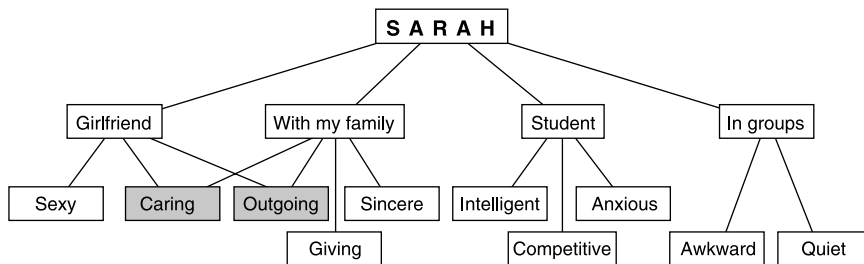 S A R A H
Girlfriend
With my family
Student
In groups
Sexy
Caring
Outgoing
Sincere
Intelligent
Anxious
Giving
Competitive
Awkward
Quiet